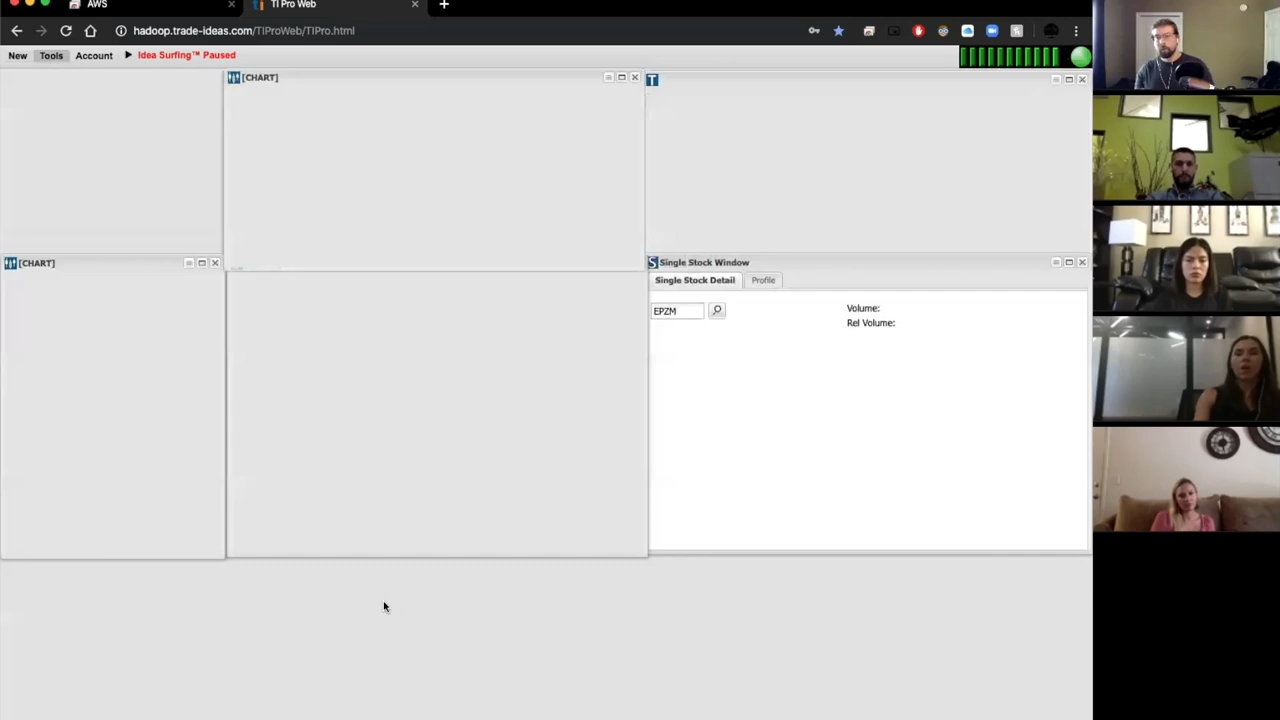 AWS
TI Pro Web
hadoop.trade-ideas.com/TIProWeb/TIPro.html
New Tools Account Idea Surfing™ Paused
[CHART]
T
[CHART]
S Single Stock Window
Single Stock Detail Profile
EPZM
Volume:
Rel Volume: